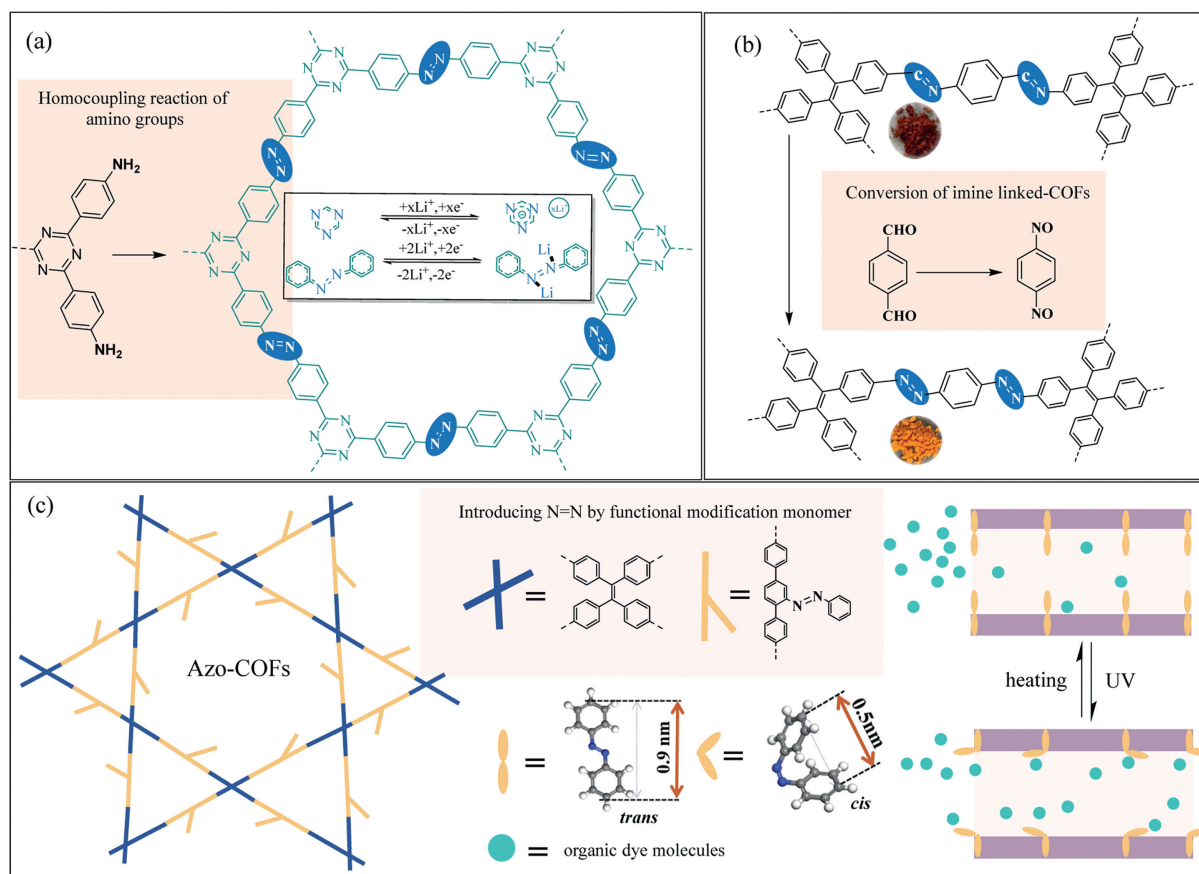 (a)
Homocoupling reaction of
amino groups
NH2
N
N
N
NH2
N N
N=N
N N
N=N
N N
N N
+xLi+,+xe-
-xLi+,-xe-
xLi+
+2Li+,+2e-
-2Li+,-2e-
Li
N
N
Li
(b)
C N
C N
Conversion of imine linked-COFs
CHO
NO
CHO
NO
N N
N N
(c)
Azo-COFs
Introducing N=N by functional modification monomer
=
=
N=N
=
0.9 nm
trans
=
0.5nm
cis
= organic dye molecules
heating
UV